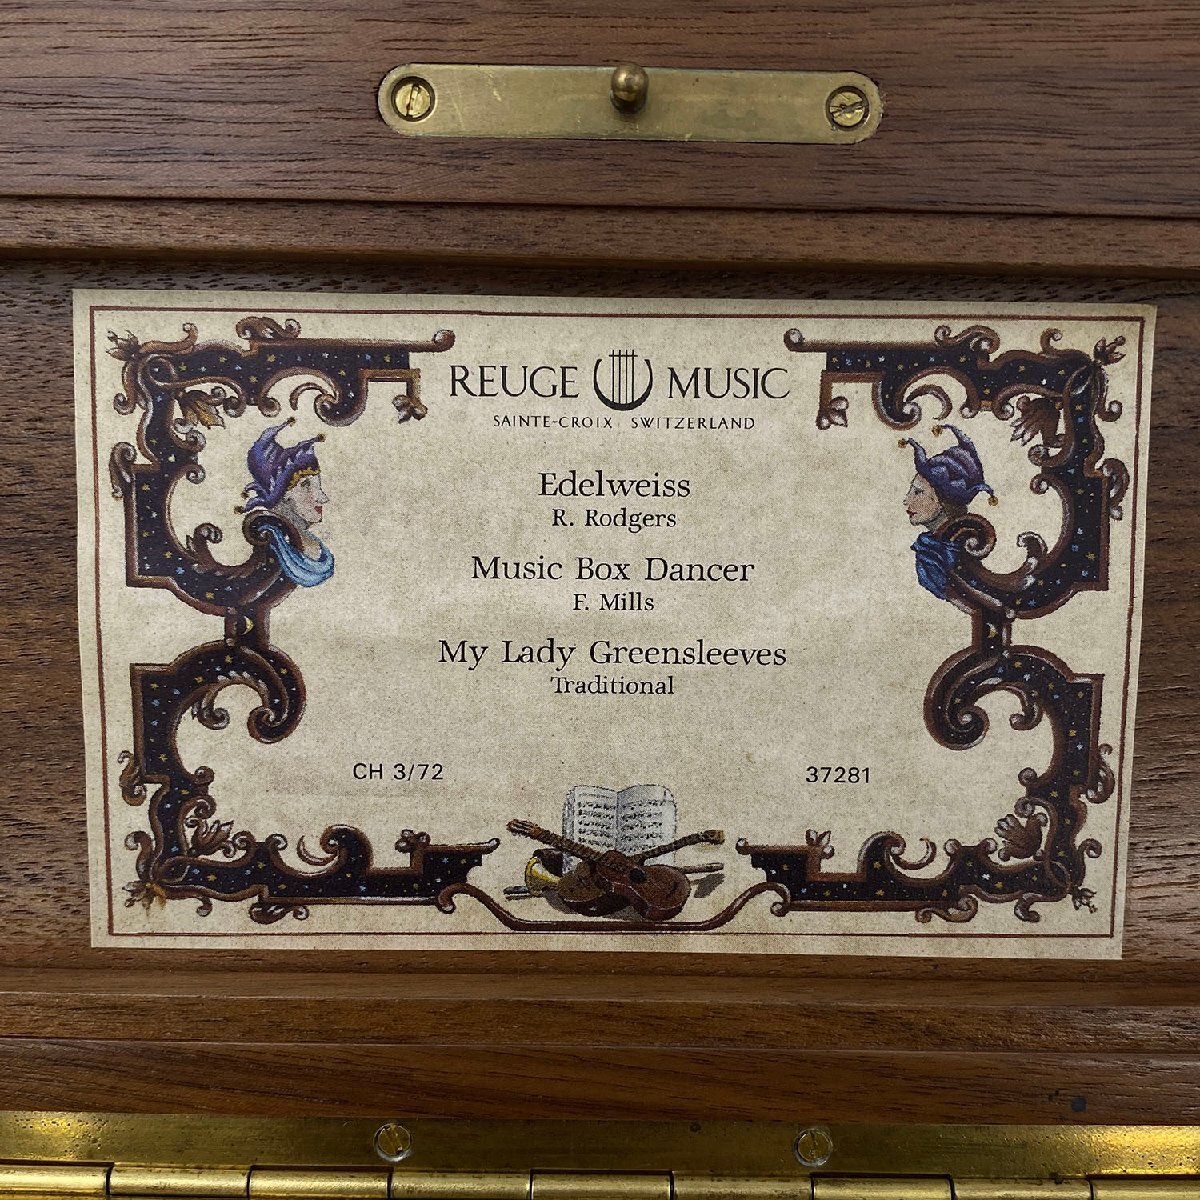 REUGE MUSIC
SAINTE-CROIX SWITZERLAND
Edelweiss
R. Rodgers
Music Box Dancer
F. Mills
My Lady Greensleeves
Traditional
CH 3/72 37281